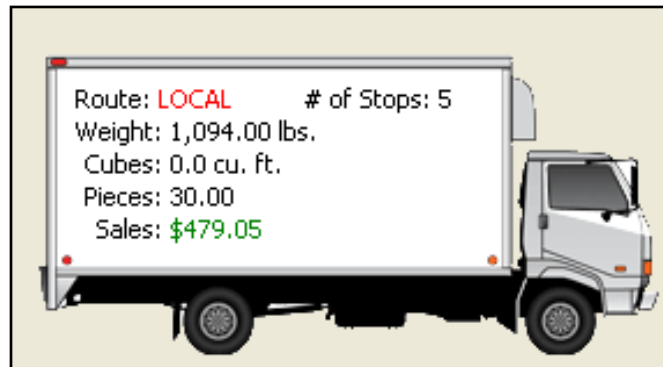 Route: LOCAL # of Stops: 5
Weight: 1,094.00 lbs.
Cubes: 0.0 cu. ft.
Pieces: 30.00
Sales: $479.05